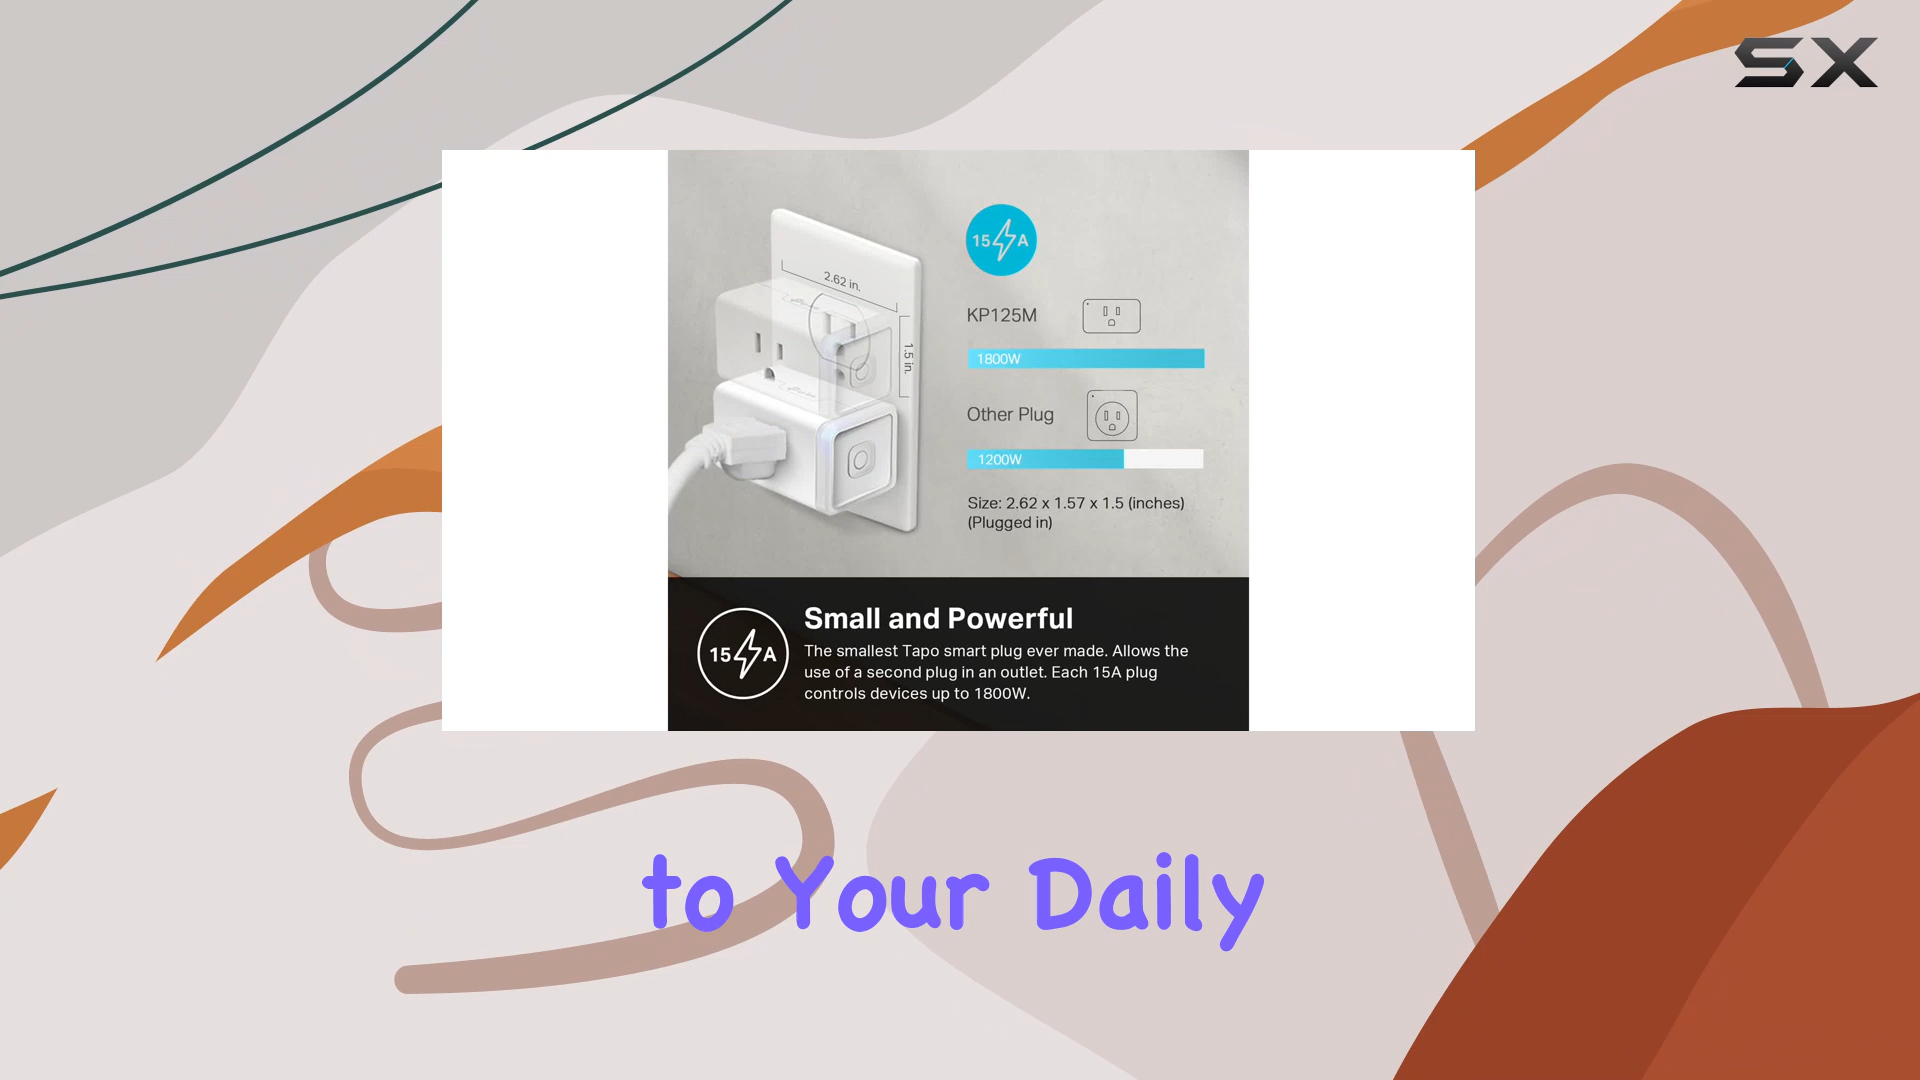 SX
2.62 in.
1.5 in.
15 A
KP125M
1800W
Other Plug
1200W
Size: 2.62 x 1.57 x 1.5 (inches)
(Plugged in)
15 A
Small and Powerful
The smallest Tapo smart plug ever made. Allows the
use of a second plug in an outlet. Each 15A plug
controls devices up to 1800W.
to Your Daily